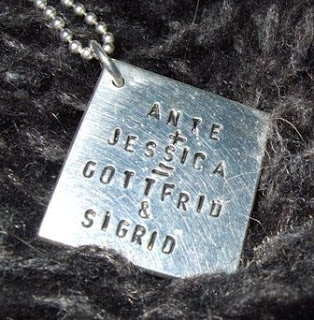 ANTE
+
JESSICA
=
GOTTFRID
&
SIGRID